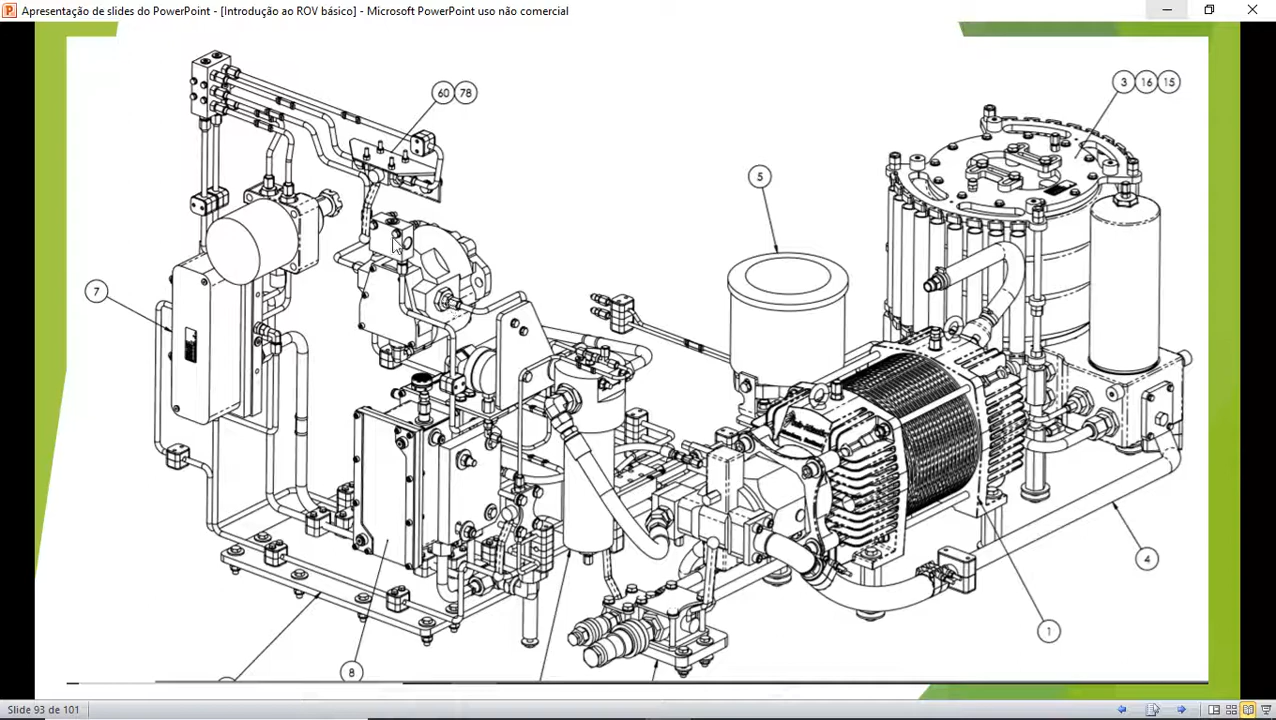 Apresentação de slides do PowerPoint - [Introdução ao ROV básico] - Microsoft PowerPoint uso não comercial
60 78
3 16 15
5
7
4
1
8
Slide 93 de 101